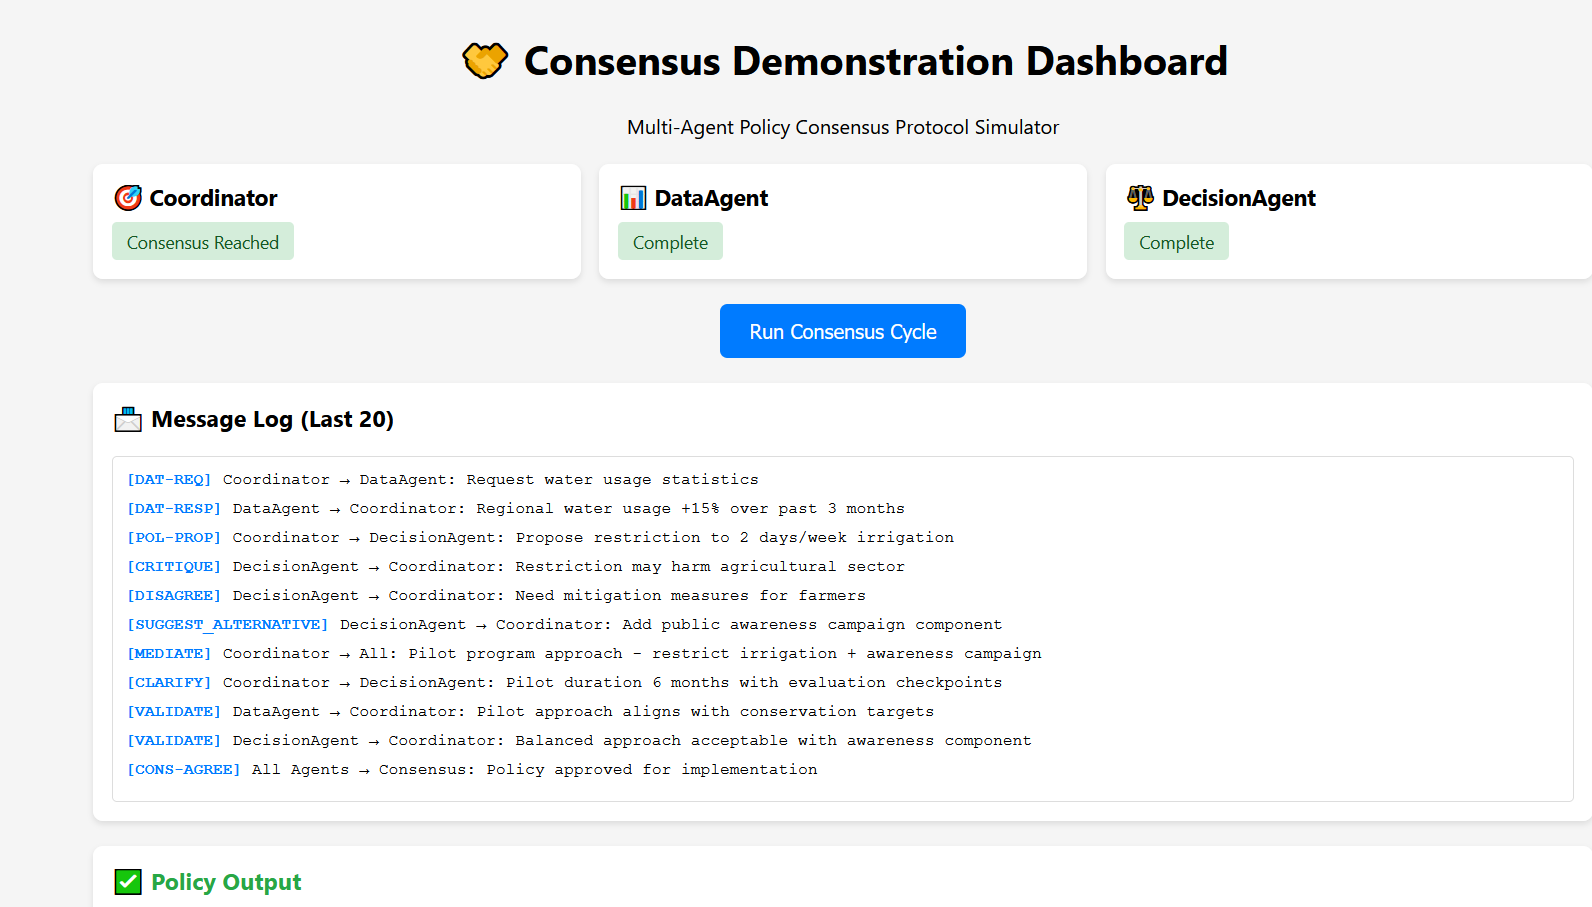 Consensus Demonstration Dashboard
Multi-Agent Policy Consensus Protocol Simulator
Coordinator
Consensus Reached
DataAgent
Complete
DecisionAgent
Complete
Run Consensus Cycle
Message Log (Last 20)
[DAT-REQ] Coordinator → DataAgent: Request water usage statistics
[DAT-RESP] DataAgent → Coordinator: Regional water usage +15% over past 3 months
[POL-PROP] Coordinator → DecisionAgent: Propose restriction to 2 days/week irrigation
[CRITIQUE] DecisionAgent → Coordinator: Restriction may harm agricultural sector
[DISAGREE] DecisionAgent → Coordinator: Need mitigation measures for farmers
[SUGGEST_ALTERNATIVE] DecisionAgent → Coordinator: Add public awareness campaign component
[MEDIATE] Coordinator → All: Pilot program approach - restrict irrigation + awareness campaign
[CLARIFY] Coordinator → DecisionAgent: Pilot duration 6 months with evaluation checkpoints
[VALIDATE] DataAgent → Coordinator: Pilot approach aligns with conservation targets
[VALIDATE] DecisionAgent → Coordinator: Balanced approach acceptable with awareness component
[CONS-AGREE] All Agents → Consensus: Policy approved for implementation
Policy Output